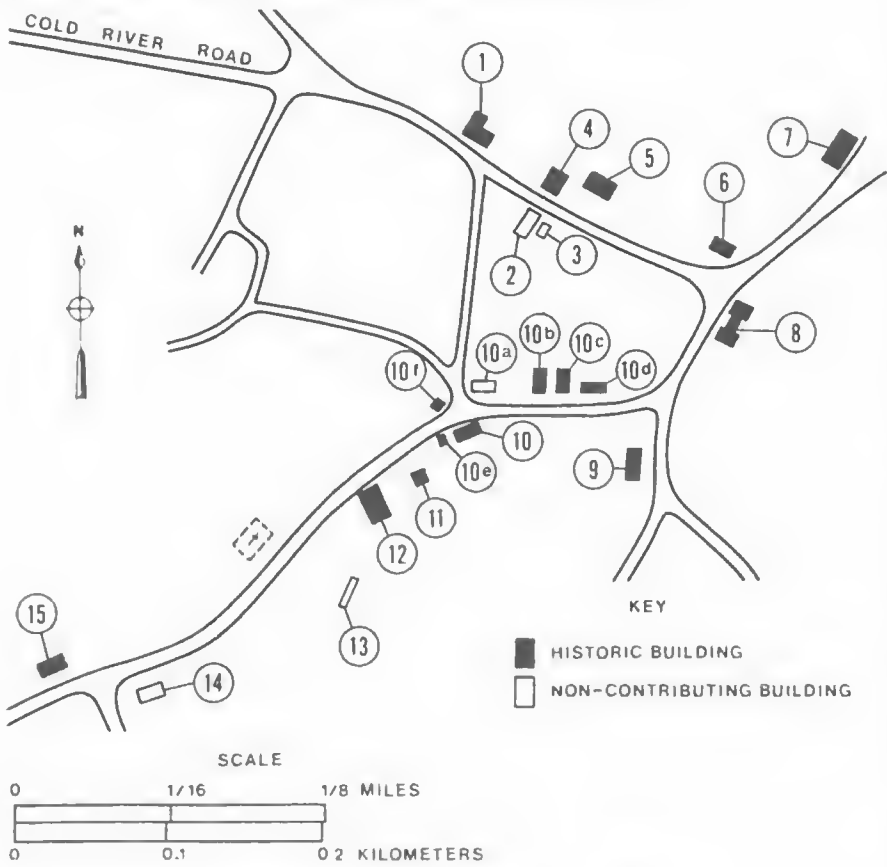 COLD RIVER ROAD
1
4
5
7
6
N
2
3
8
10b
10c
10a
10d
10f
10
10e
9
11
12
KEY
15
13
HISTORIC BUILDING
14
NON-CONTRIBUTING BUILDING
SCALE
0 1/16 1/8 MILES
0 0.1 0.2 KILOMETERS